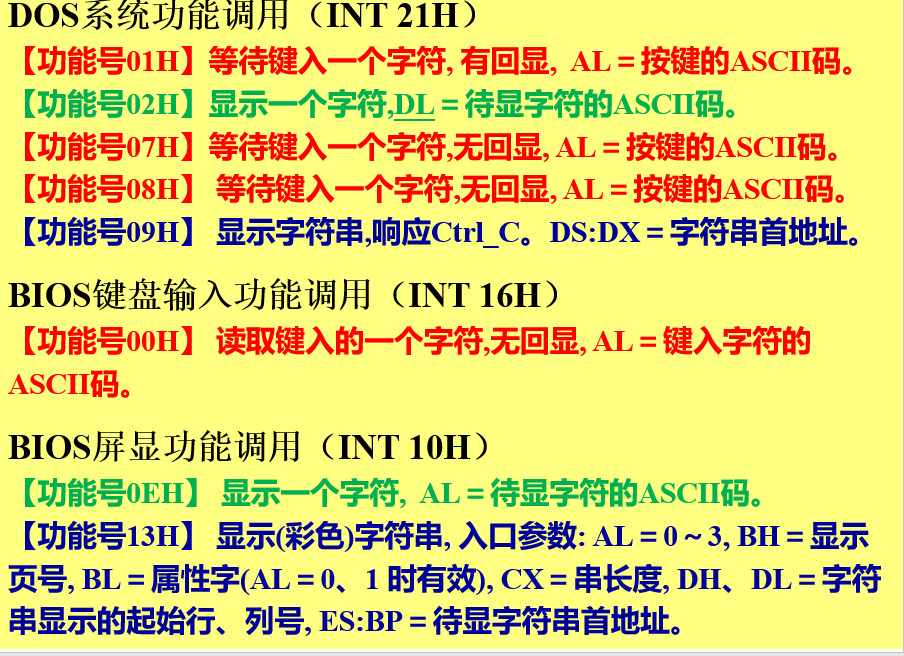 DOS系统功能调用（INT 21H）
【功能号01H】等待键入一个字符, 有回显,  AL = 按键的ASCII码。
【功能号02H】显示一个字符,DL = 待显字符的ASCII码。
【功能号07H】等待键入一个字符,无回显, AL = 按键的ASCII码。
【功能号08H】 等待键入一个字符,无回显, AL = 按键的ASCII码。
【功能号09H】 显示字符串,响应Ctrl_C。DS:DX = 字符串首地址。
BIOS键盘输入功能调用（INT 16H）
【功能号00H】 读取键入的一个字符,无回显, AL = 键入字符的
ASCII码。
BIOS屏显功能调用（INT 10H）
【功能号0EH】 显示一个字符,  AL = 待显字符的ASCII码。
【功能号13H】 显示(彩色)字符串, 入口参数: AL = 0 ~ 3, BH = 显示
页号, BL = 属性字(AL = 0、1 时有效), CX = 串长度, DH、DL = 字符
串显示的起始行、列号, ES:BP = 待显字符串首地址。